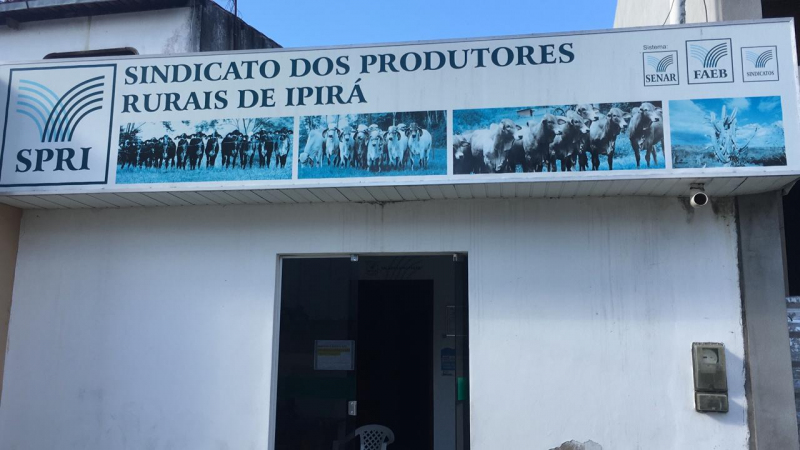 SINDICATO DOS PRODUTORES
RURAIS DE IPIRÁ
SPRI
Sistema:
SENAR
FAEB
SINDICATOS